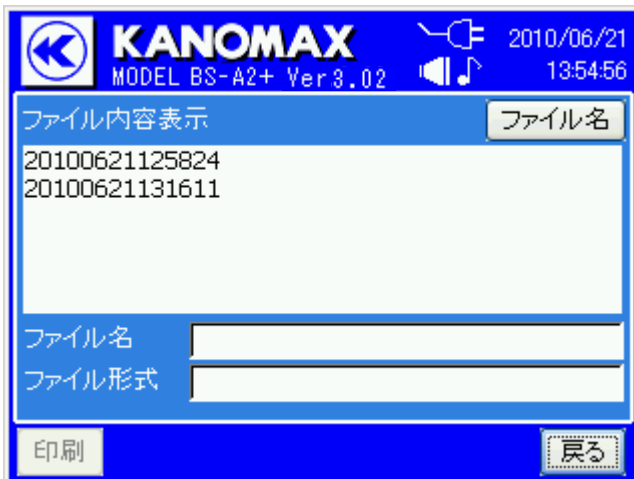 KANOMAX
MODEL BS-A2+ Ver3.02
2010/06/21
13:54:56
ファイル内容表示
ファイル名
20100621125824
20100621131611
ファイル名
ファイル形式
印刷
戻る